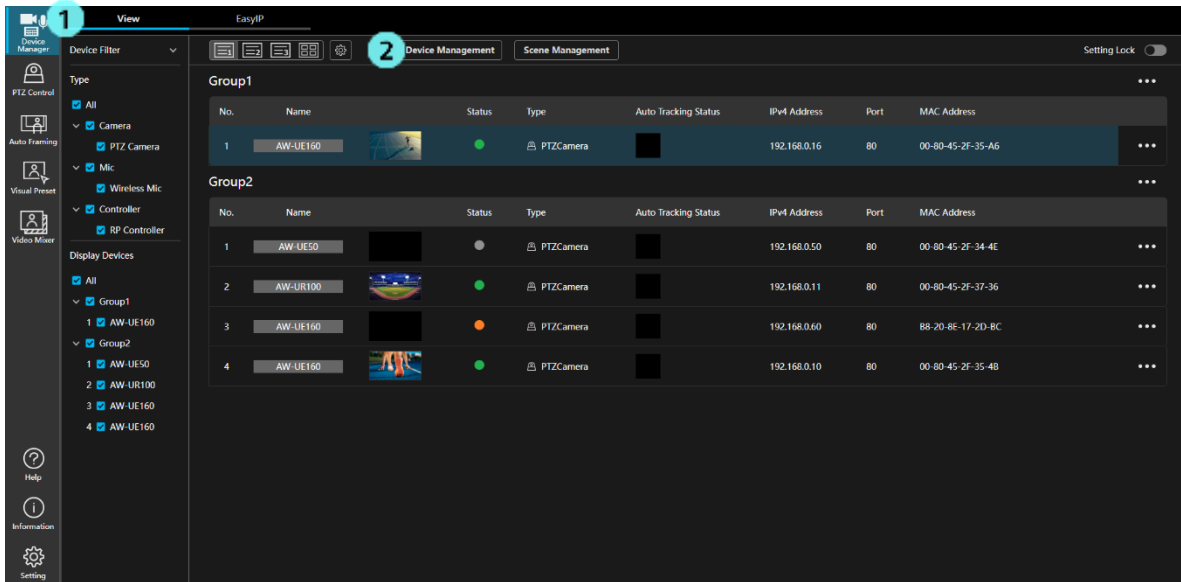 1
View
EasyIP
Device Manager
PTZ Control
Auto Framing
Visual Preset
Video Mixer
Help
Information
Setting
Device Filter
Type
All
Camera
PTZ Camera
Mic
Wireless Mic
Controller
RP Controller
Display Devices
All
Group1
1 AW-UE160
Group2
1 AW-UE50
2 AW-UR100
3 AW-UE160
4 AW-UE160
1 2 3
2 Device Management Scene Management Setting Lock
Group1
No. Name Status Type Auto Tracking Status IPv4 Address Port MAC Address
1 AW-UE160 PTZCamera 192.168.0.16 80 00-80-45-2F-35-A6
Group2
No. Name Status Type Auto Tracking Status IPv4 Address Port MAC Address
1 AW-UE50 PTZCamera 192.168.0.50 80 00-80-45-2F-34-4E
2 AW-UR100 PTZCamera 192.168.0.11 80 00-80-45-2F-37-36
3 AW-UE160 PTZCamera 192.168.0.60 80 B8-20-8E-17-2D-BC
4 AW-UE160 PTZCamera 192.168.0.10 80 00-80-45-2F-35-4B